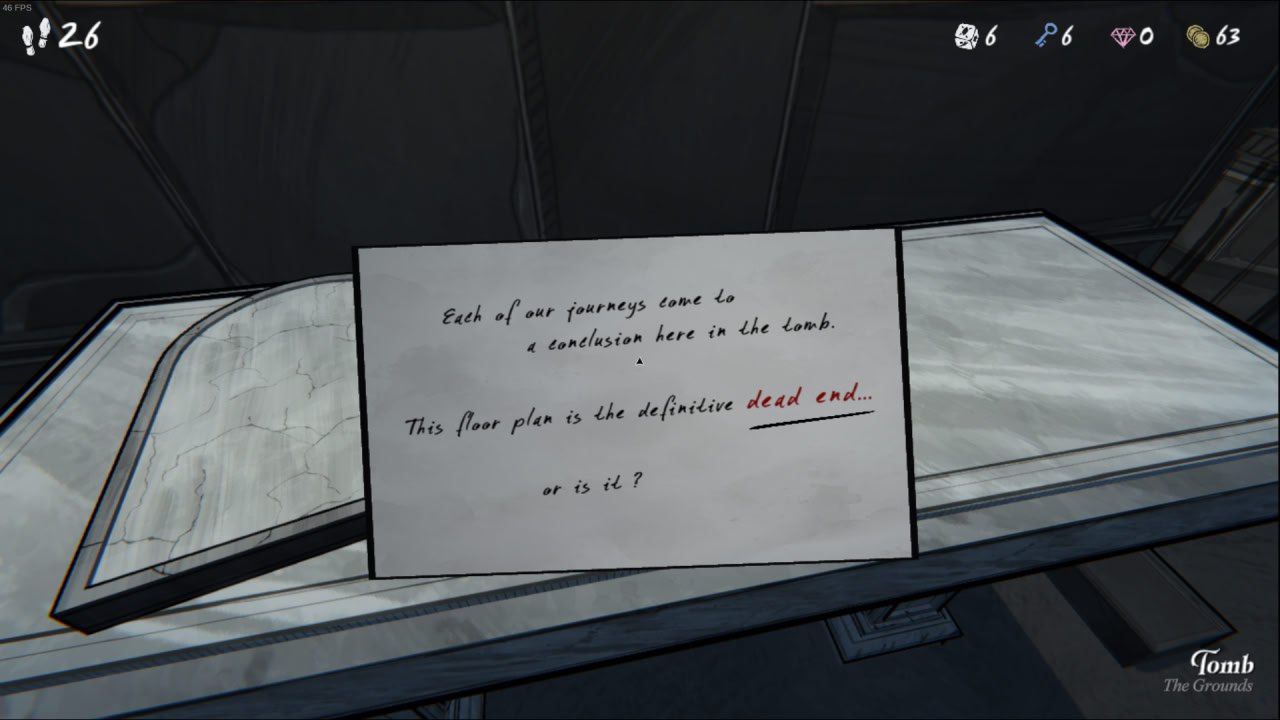 46 FPS
26
6
6
0
63
Each of our journeys come to
a conclusion here in the tomb.
This floor plan is the definitive dead end...
or is it ?
Tomb
The Grounds